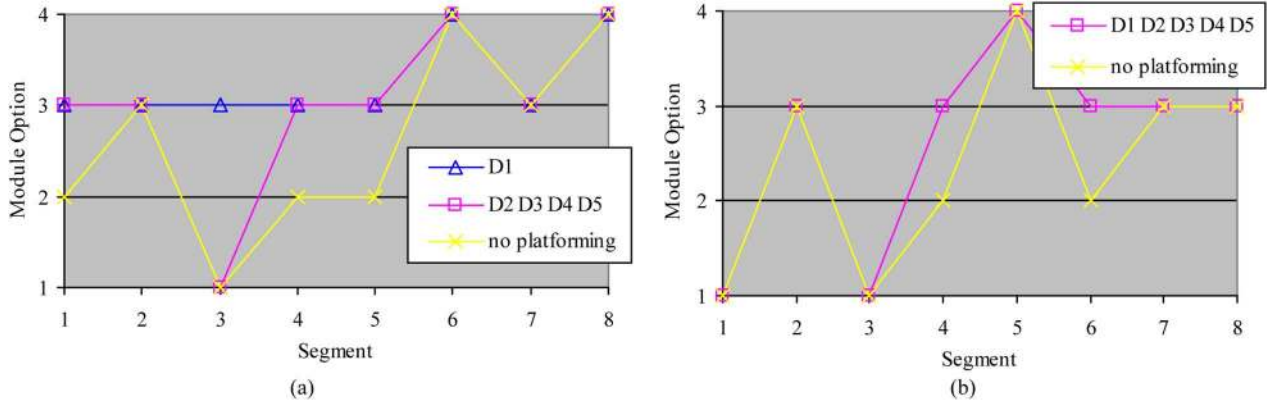 4
3
2
1
Module Option
D1
D2 D3 D4 D5
no platforming
1 2 3 4 5 6 7 8
Segment
(a)
4
3
2
1
Module Option
D1 D2 D3 D4 D5
no platforming
1 2 3 4 5 6 7 8
Segment
(b)